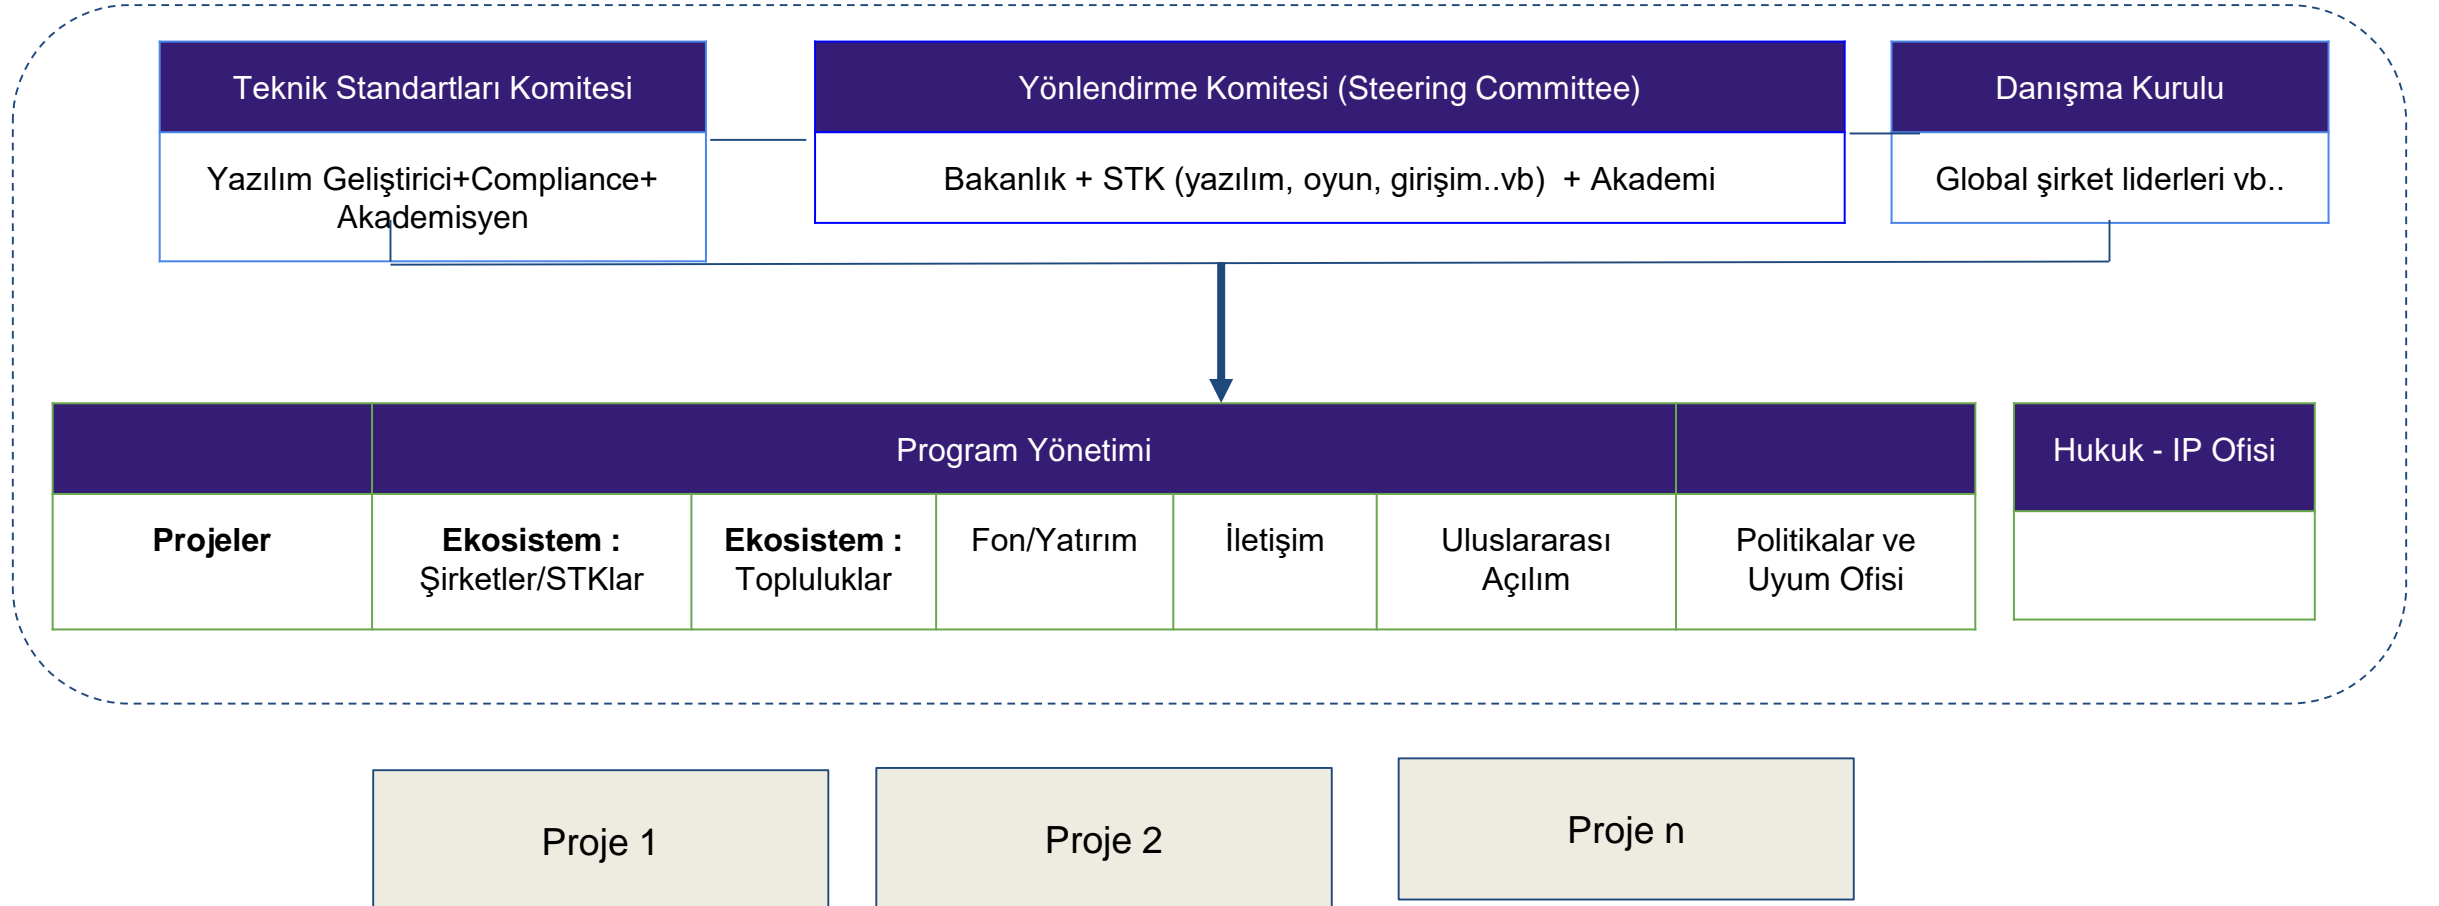 Teknik Standartları Komitesi
Yazılım Geliştirici+Compliance+
Akademisyen
Yönlendirme Komitesi (Steering Committee)
Bakanlık + STK (yazılım, oyun, girişim..vb)  + Akademi
Danışma Kurulu
Global şirket liderleri vb..
Program Yönetimi
Projeler
Ekosistem :
Şirketler/STKlar
Ekosistem :
Topluluklar
Fon/Yatırım
İletişim
Uluslararası
Açılım
Politikalar ve
Uyum Ofisi
Hukuk - IP Ofisi
Proje 1
Proje 2
Proje n